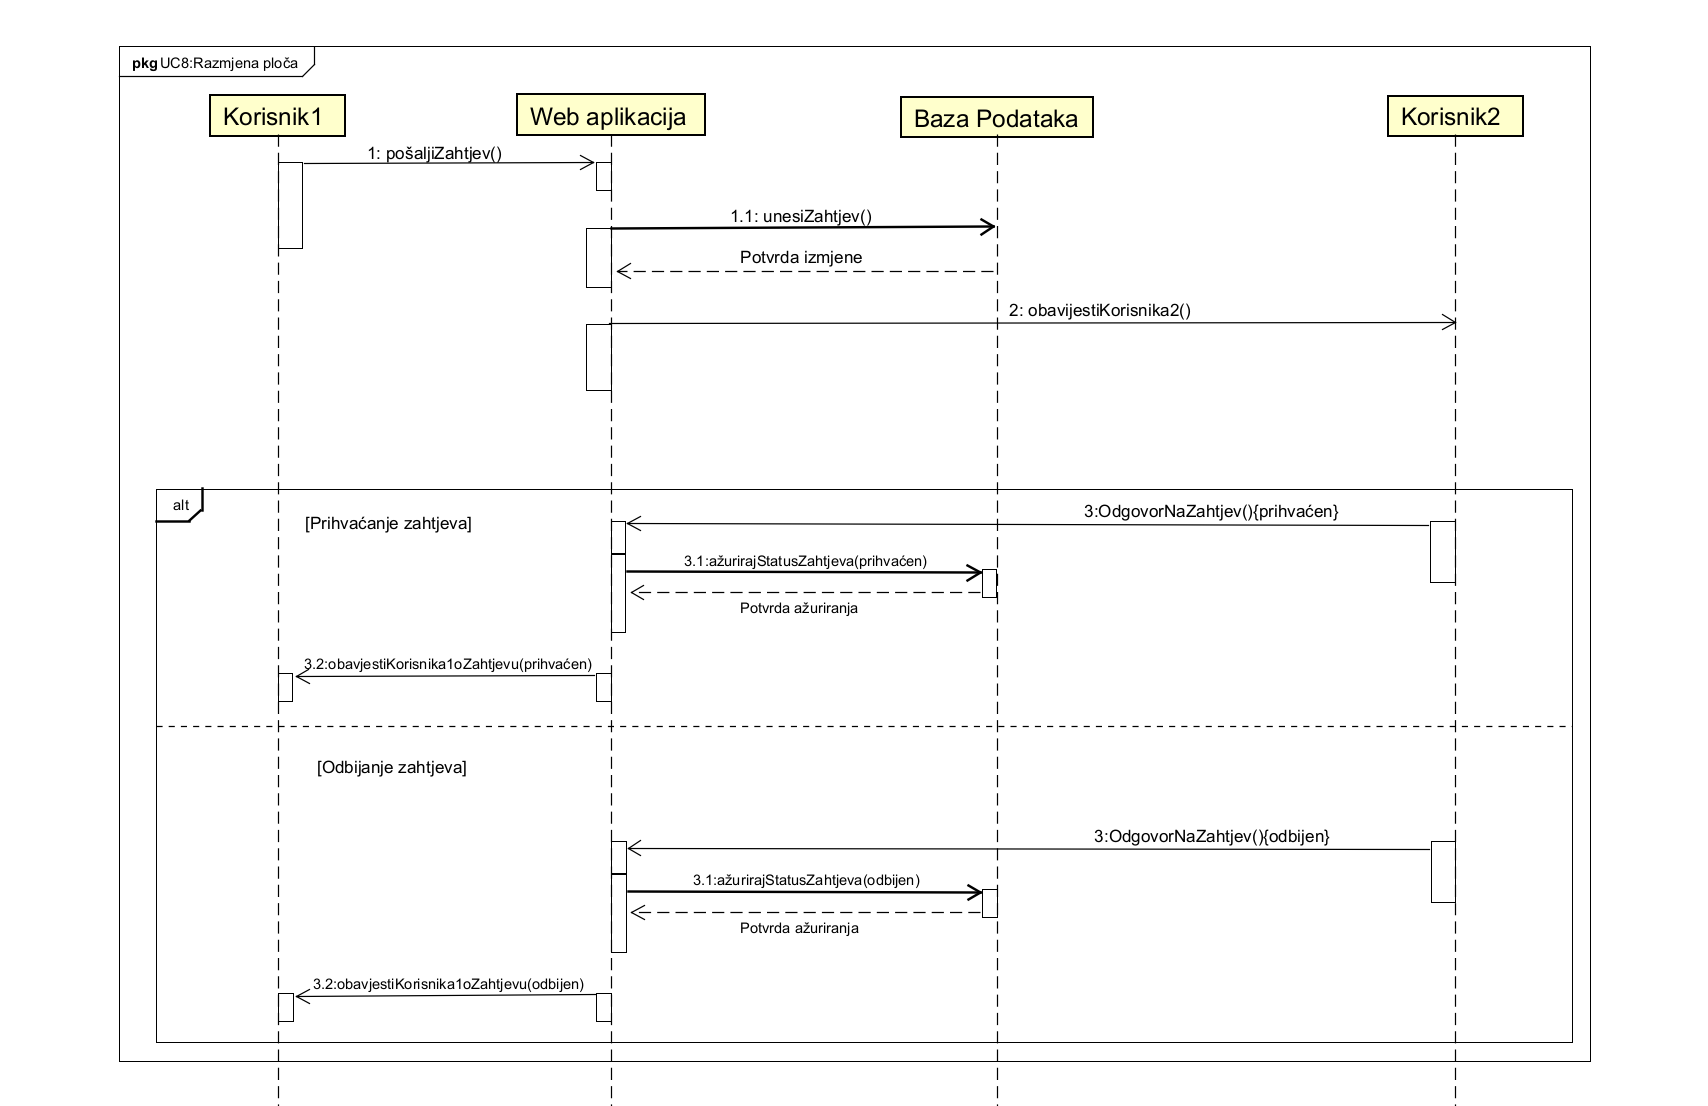 pkg UC8:Razmjena ploča
Korisnik1
Web aplikacija
Baza Podataka
Korisnik2
1: pošaljiZahtjev()
1.1: unesiZahtjev()
Potvrda izmjene
2: obavijestiKorisnika2()
alt
[Prihvaćanje zahtjeva]
3:OdgovorNaZahtjev(){prihvaćen}
3.1:ažurirajStatusZahtjeva(prihvaćen)
Potvrda ažuriranja
3.2:obavjestiKorisnika1oZahtjevu(prihvaćen)
[Odbijanje zahtjeva]
3:OdgovorNaZahtjev(){odbijen}
3.1:ažurirajStatusZahtjeva(odbijen)
Potvrda ažuriranja
3.2:obavjestiKorisnika1oZahtjevu(odbijen)